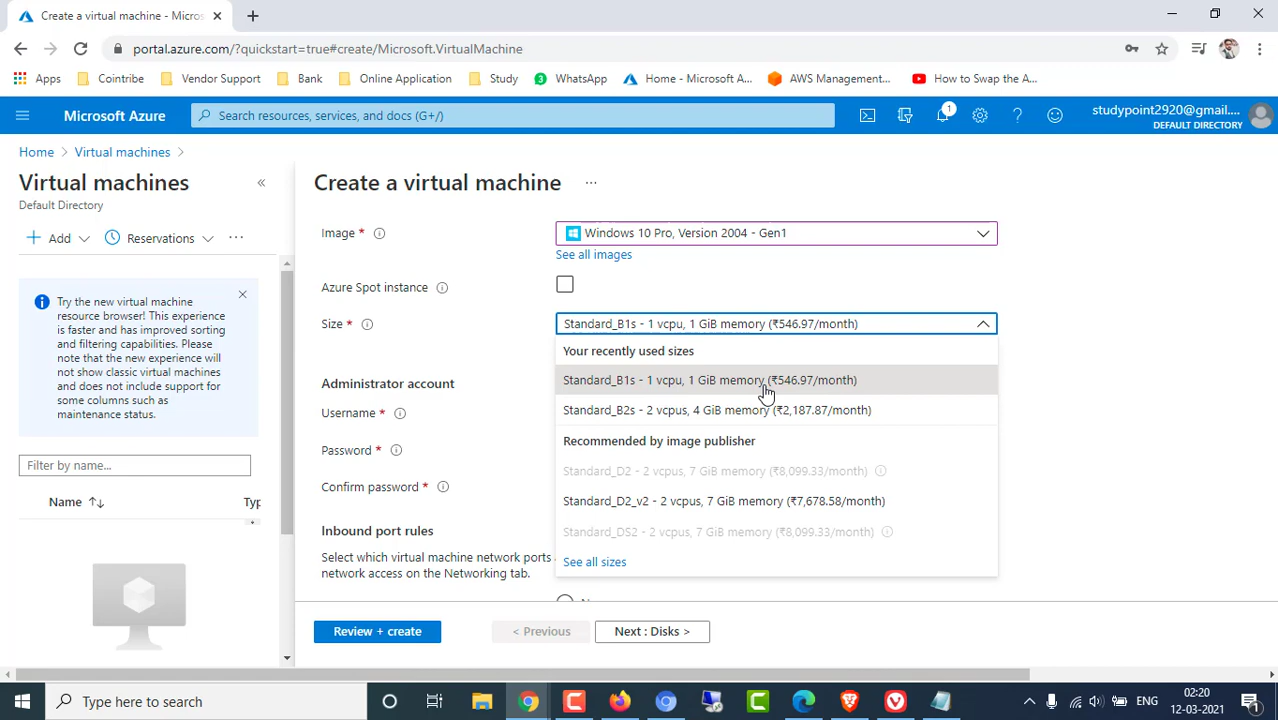 Create a virtual machine - Micros
portal.azure.com/?quickstart=true#create/Microsoft.VirtualMachine
Apps
Cointribe
Vendor Support
Bank
Online Application
Study
3
WhatsApp
Home - Microsoft A...
AWS Management...
How to Swap the A...
Microsoft Azure
Search resources, services, and docs (G+/)
1
studypoint2920@gmail....
DEFAULT DIRECTORY
Home > Virtual machines >
Virtual machines
«
Default Directory
Add
Reservations
...
Try the new virtual machine
resource browser! This experience
is faster and has improved sorting
and filtering capabilities. Please
note that the new experience will
not show classic virtual machines
and does not include support for
some columns such as
maintenance status.
Filter by name...
Name ↑↓
Typ
Create a virtual machine
...
Image *
Windows 10 Pro, Version 2004 - Gen1
See all images
Azure Spot instance
Size *
Standard_B1s - 1 vcpu, 1 GiB memory (₹546.97/month)
Your recently used sizes
Standard_B1s - 1 vcpu, 1 GiB memory (₹546.97/month)
Standard_B2s - 2 vcpus, 4 GiB memory (₹2,187.87/month)
Recommended by image publisher
Standard_D2 - 2 vcpus, 7 GiB memory (₹8,099.33/month)
Standard_D2_v2 - 2 vcpus, 7 GiB memory (₹7,678.58/month)
Standard_DS2 - 2 vcpus, 7 GiB memory (₹8,099.33/month)
See all sizes
Administrator account
Username *
Password *
Confirm password *
Inbound port rules
Select which virtual machine network ports
network access on the Networking tab.
Review + create
< Previous
Next : Disks >
Type here to search
ENG
02:20
12-03-2021
1